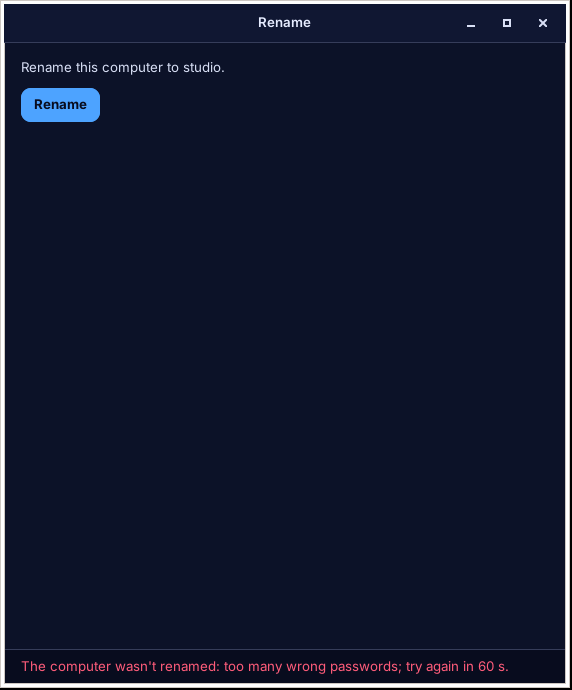 Rename
Rename this computer to studio.
Rename
The computer wasn't renamed: too many wrong passwords; try again in 60 s.